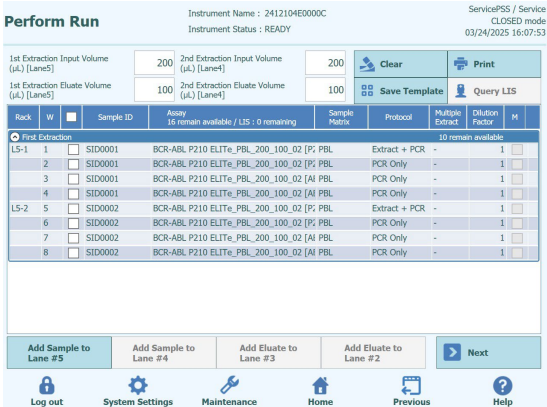 Perform Run
Instrument Name : 2412104E0000C
Instrument Status : READY
ServicePSS / Service
CLOSED mode
03/24/2025 16:07:53
1st Extraction Input Volume (µL) [Lane5] 200
2nd Extraction Input Volume (µL) [Lane4] 200
Clear
Print
1st Extraction Eluate Volume (µL) [Lane5] 100
2nd Extraction Eluate Volume (µL) [Lane4] 100
Save Template
Query LIS
Rack W Sample ID Assay 16 remain available / LIS : 0 remaining Sample Matrix Protocol Multiple Extract Dilution Factor M
First Extraction 10 remain available
L5-1 1 SID0001 BCR-ABL P210 ELITe_PBL_200_100_02 [P2 PBL Extract + PCR - 1
2 SID0001 BCR-ABL P210 ELITe_PBL_200_100_02 [P2 PBL PCR Only - 1
3 SID0001 BCR-ABL P210 ELITe_PBL_200_100_02 [AB PBL PCR Only - 1
4 SID0001 BCR-ABL P210 ELITe_PBL_200_100_02 [AB PBL PCR Only - 1
L5-2 5 SID0002 BCR-ABL P210 ELITe_PBL_200_100_02 [P2 PBL Extract + PCR - 1
6 SID0002 BCR-ABL P210 ELITe_PBL_200_100_02 [P2 PBL PCR Only - 1
7 SID0002 BCR-ABL P210 ELITe_PBL_200_100_02 [AB PBL PCR Only - 1
8 SID0002 BCR-ABL P210 ELITe_PBL_200_100_02 [AB PBL PCR Only - 1
Add Sample to Lane #5
Add Sample to Lane #4
Add Eluate to Lane #3
Add Eluate to Lane #2
Next
Log out
System Settings
Maintenance
Home
Previous
Help